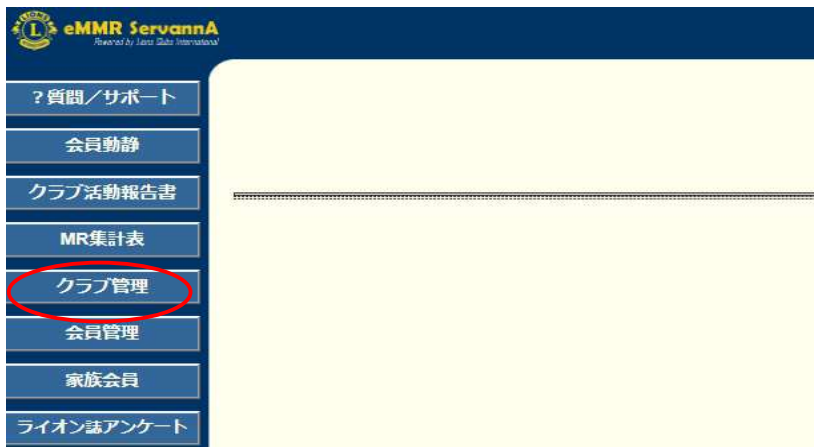 eMMR ServannA
Powered by Lions Clubs International
?質問/サポート
会員動静
クラブ活動報告書
MR集計表
クラブ管理
会員管理
家族会員
ライオン誌アンケート